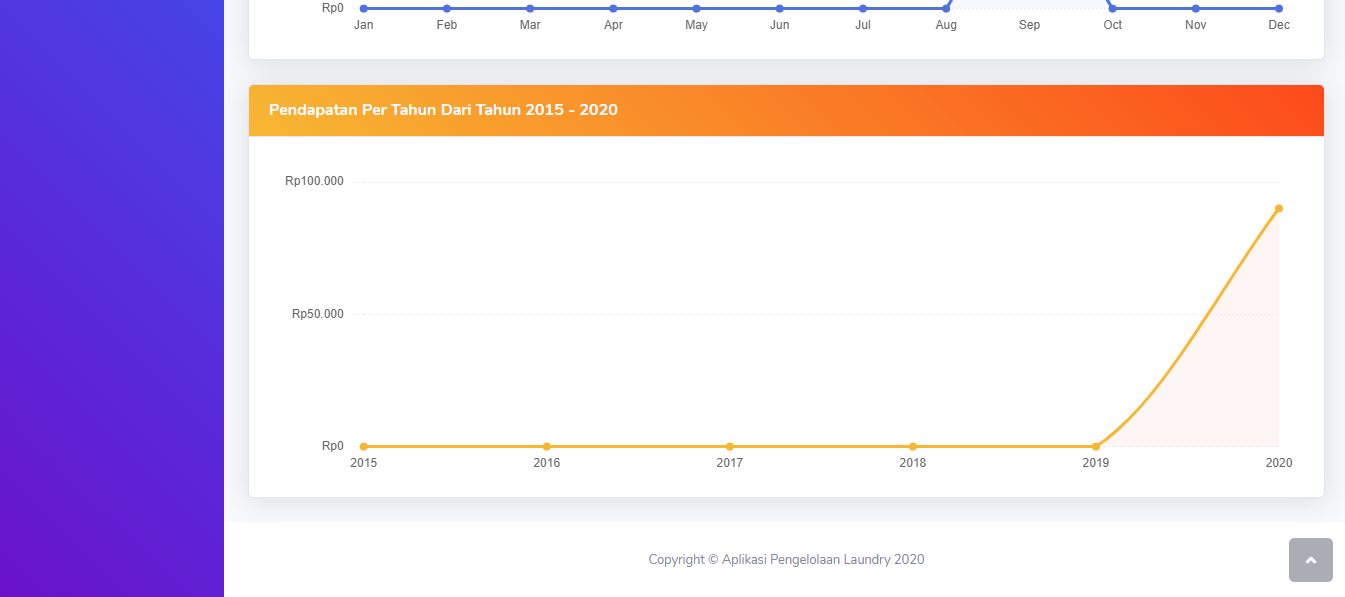 Rp0
Jan Feb Mar Apr May Jun Jul Aug Sep Oct Nov Dec
Pendapatan Per Tahun Dari Tahun 2015 - 2020
Rp100.000
Rp50.000
Rp0
2015 2016 2017 2018 2019 2020
Copyright © Aplikasi Pengelolaan Laundry 2020